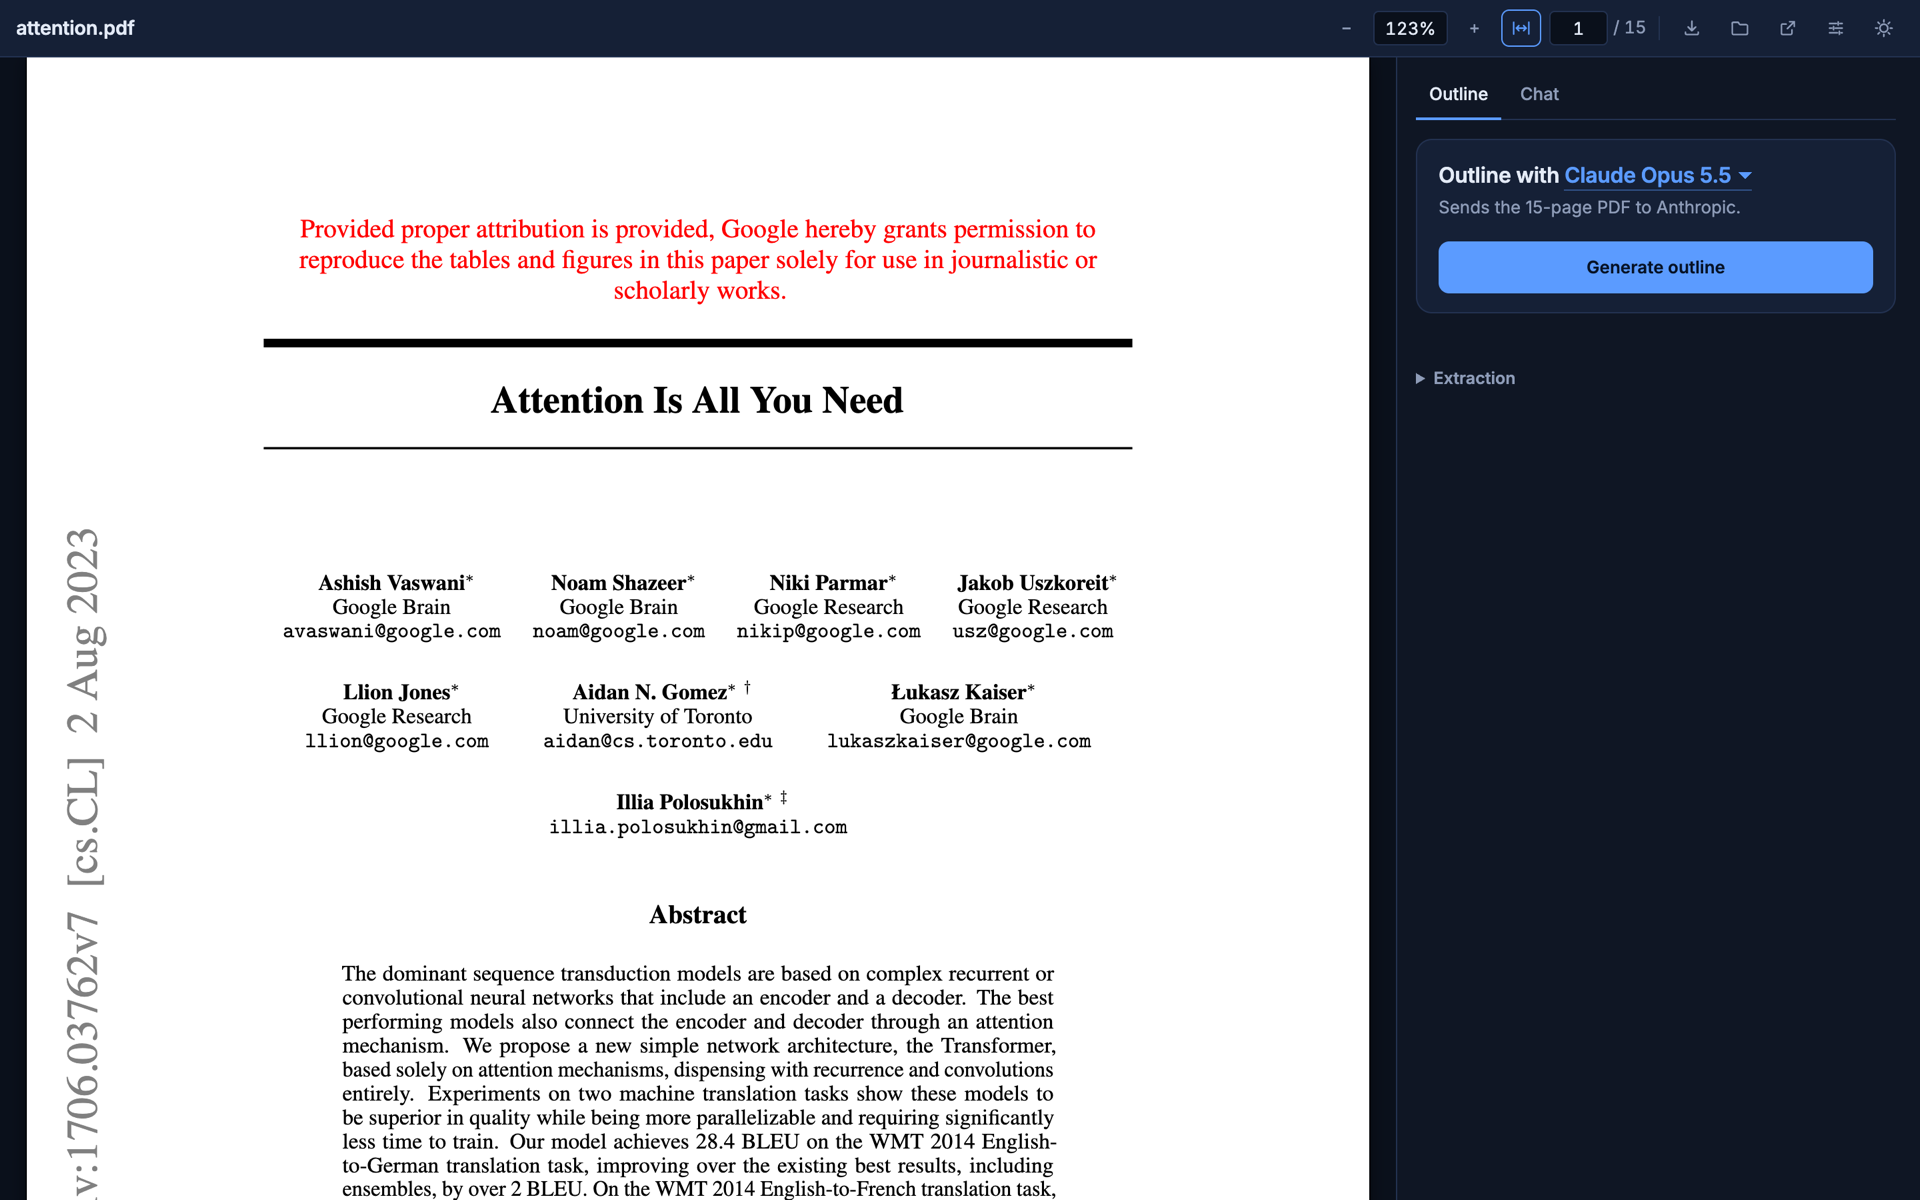 attention.pdf
− 123% + 1 / 15
Outline Chat
Outline with Claude Opus 5.5
Sends the 15-page PDF to Anthropic.
Generate outline
Extraction
Provided proper attribution is provided, Google hereby grants permission to
reproduce the tables and figures in this paper solely for use in journalistic or
scholarly works.
Attention Is All You Need
Ashish Vaswani* Noam Shazeer* Niki Parmar* Jakob Uszkoreit*
Google Brain Google Brain Google Research Google Research
avaswani@google.com noam@google.com nikip@google.com usz@google.com
Llion Jones* Aidan N. Gomez* † Łukasz Kaiser*
Google Research University of Toronto Google Brain
llion@google.com aidan@cs.toronto.edu lukaszkaiser@google.com
Illia Polosukhin* ‡
illia.polosukhin@gmail.com
Abstract
The dominant sequence transduction models are based on complex recurrent or
convolutional neural networks that include an encoder and a decoder. The best
performing models also connect the encoder and decoder through an attention
mechanism. We propose a new simple network architecture, the Transformer,
based solely on attention mechanisms, dispensing with recurrence and convolutions
entirely. Experiments on two machine translation tasks show these models to
be superior in quality while being more parallelizable and requiring significantly
less time to train. Our model achieves 28.4 BLEU on the WMT 2014 English-
to-German translation task, improving over the existing best results, including
ensembles, by over 2 BLEU. On the WMT 2014 English-to-French translation task,
v:1706.03762v7 [cs.CL] 2 Aug 2023